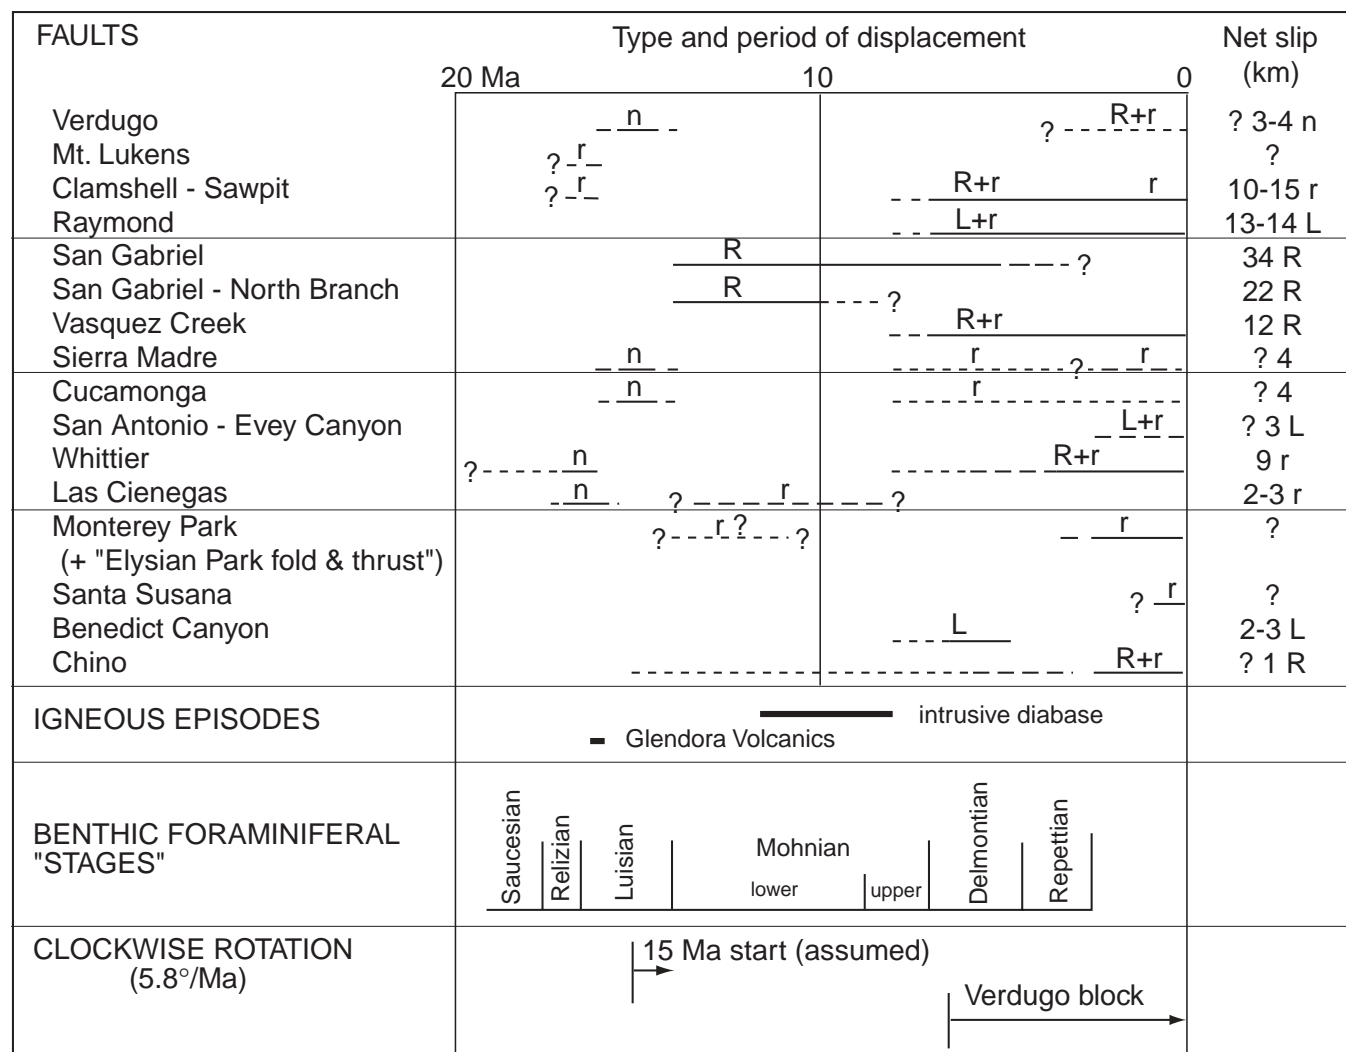 FAULTS Type and period of displacement Net slip
(km)
20 Ma 10 0
Verdugo n ? R+r ? 3-4 n
Mt. Lukens ? r ?
Clamshell - Sawpit ? r R+r r 10-15 r
Raymond L+r 13-14 L
San Gabriel R ? 34 R
San Gabriel - North Branch R ? 22 R
Vasquez Creek R+r 12 R
Sierra Madre n r ? r ? 4
Cucamonga n r ? 4
San Antonio - Evey Canyon L+r ? 3 L
Whittier ? n R+r 9 r
Las Cienegas n ? r ? 2-3 r
Monterey Park ? r ? ? r ?
(+ "Elysian Park fold & thrust")
Santa Susana ? r ?
Benedict Canyon L 2-3 L
Chino R+r ? 1 R
IGNEOUS EPISODES intrusive diabase
Glendora Volcanics
BENTHIC FORAMINIFERAL
"STAGES"
Saucesian
Relizian
Luisian
Mohnian
lower
upper
Delmontian
Repettian
CLOCKWISE ROTATION 15 Ma start (assumed)
(5.8°/Ma)
Verdugo block